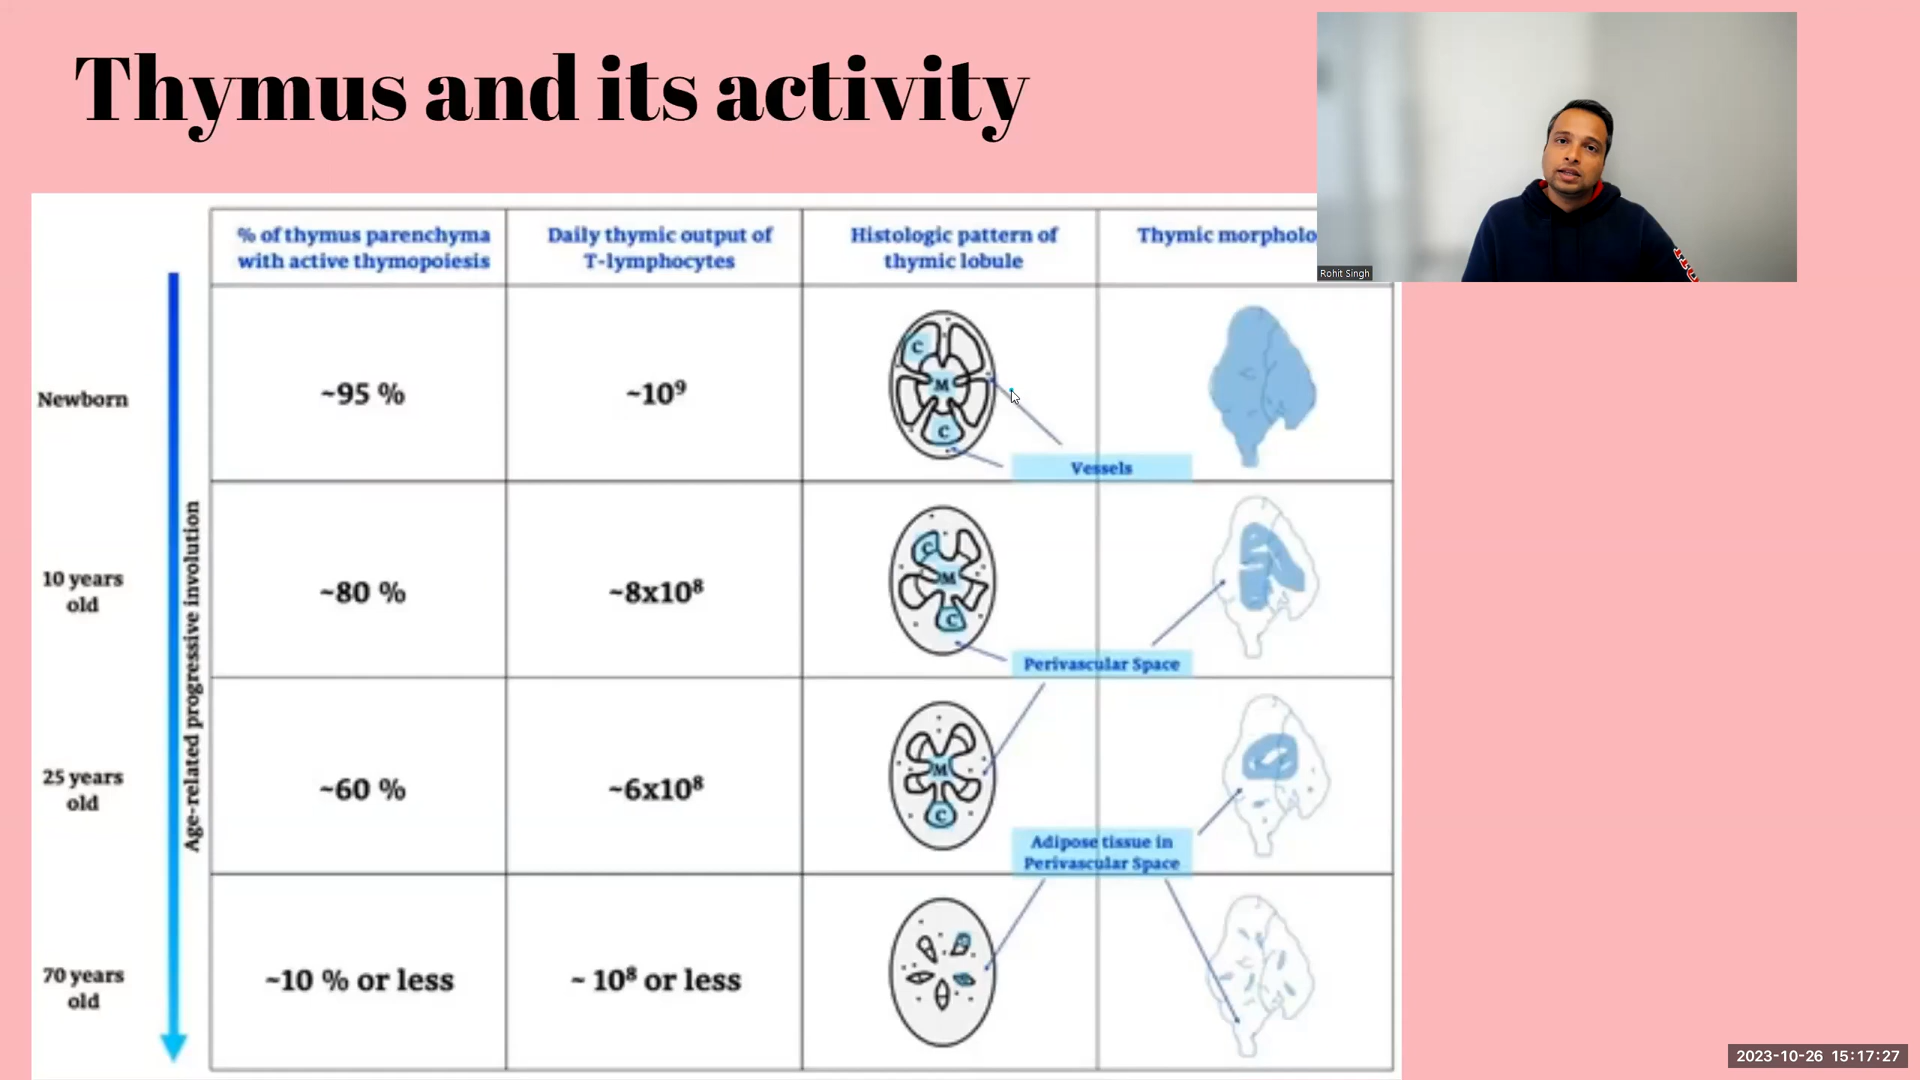 Thymus and its activity
Rohit Singh
% of thymus parenchyma
with active thymopoiesis
Daily thymic output of
T-lymphocytes
Histologic pattern of
thymic lobule
Thymic morpholo
Age-related progressive involution
Newborn
~95 %
~10⁹
C
M
C
Vessels
10 years
old
~80 %
~8x10⁸
C
M
C
Perivascular Space
25 years
old
~60 %
~6x10⁸
M
C
Adipose tissue in
Perivascular Space
70 years
old
~10 % or less
~ 10⁸ or less
2023-10-26 15:17:27